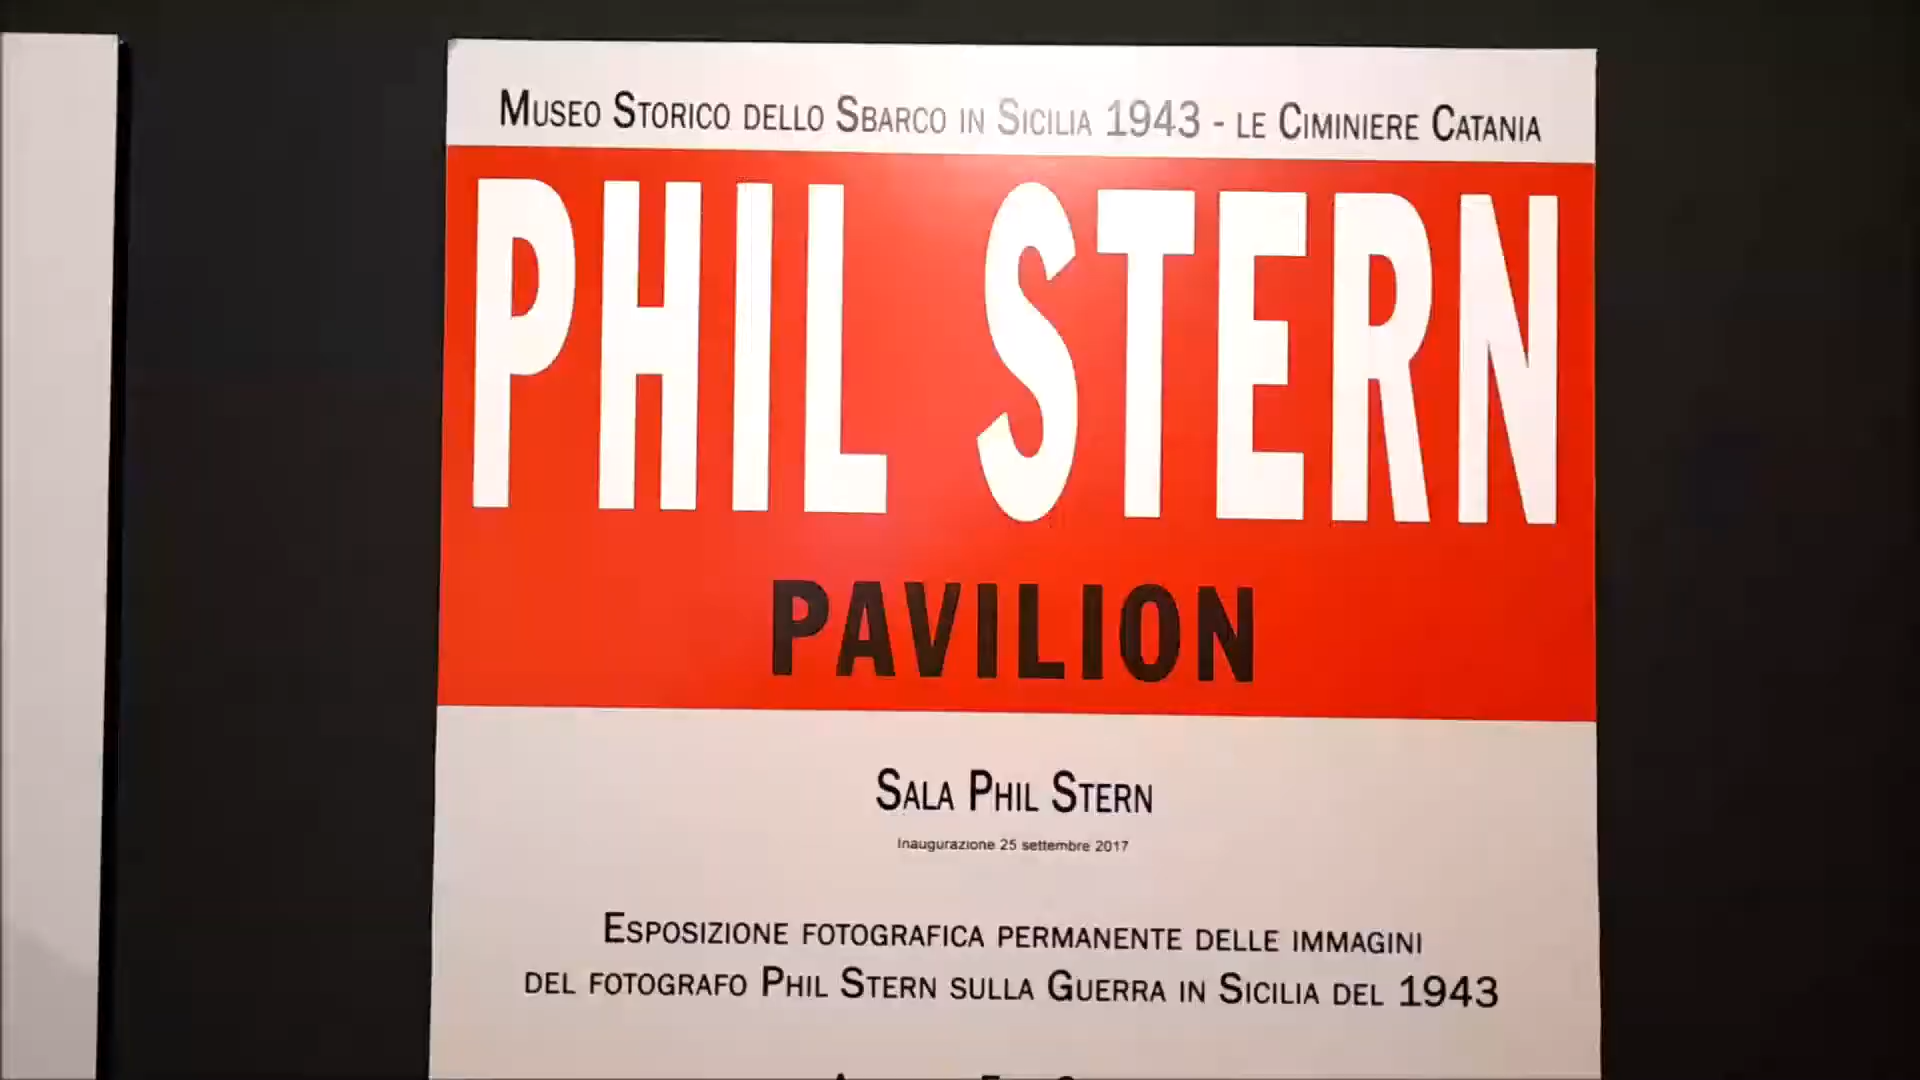 Museo Storico dello Sbarco in Sicilia 1943 - le Ciminiere Catania
PHIL STERN
PAVILION
Sala Phil Stern
Inaugurazione 25 settembre 2017
Esposizione fotografica permanente delle immagini
del fotografo Phil Stern sulla Guerra in Sicilia del 1943